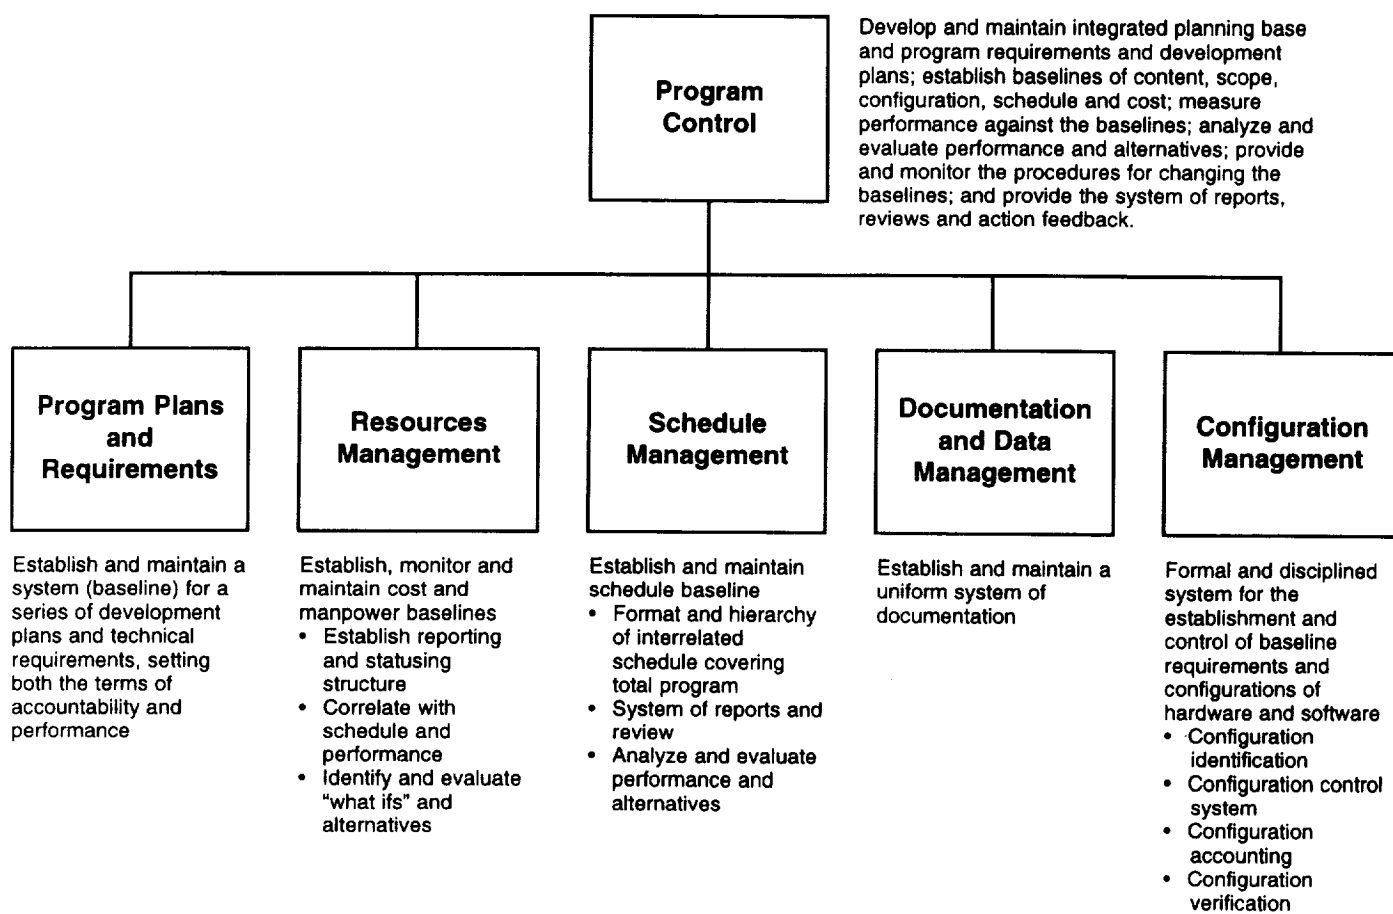 Program
Control
Develop and maintain integrated planning base
and program requirements and development
plans; establish baselines of content, scope,
configuration, schedule and cost; measure
performance against the baselines; analyze and
evaluate performance and alternatives; provide
and monitor the procedures for changing the
baselines; and provide the system of reports,
reviews and action feedback.
Program Plans
and
Requirements
Establish and maintain a
system (baseline) for a
series of development
plans and technical
requirements, setting
both the terms of
accountability and
performance
Resources
Management
Establish, monitor and
maintain cost and
manpower baselines
• Establish reporting
and statusing
structure
• Correlate with
schedule and
performance
• Identify and evaluate
"what ifs" and
alternatives
Schedule
Management
Establish and maintain
schedule baseline
• Format and hierarchy
of interrelated
schedule covering
total program
• System of reports and
review
• Analyze and evaluate
performance and
alternatives
Documentation
and Data
Management
Establish and maintain a
uniform system of
documentation
Configuration
Management
Formal and disciplined
system for the
establishment and
control of baseline
requirements and
configurations of
hardware and software
• Configuration
identification
• Configuration control
system
• Configuration
accounting
• Configuration
verification